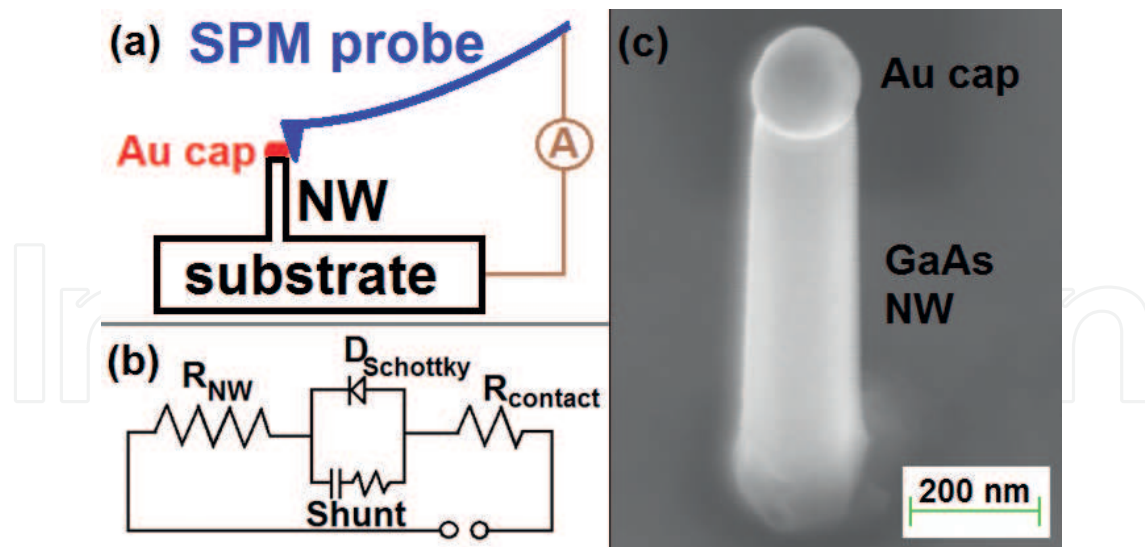 (a)
SPM probe
Au cap
A
NW
substrate
(b)
R_NW
D_Schottky
R_contact
Shunt
(c)
Au cap
GaAs
NW
200 nm